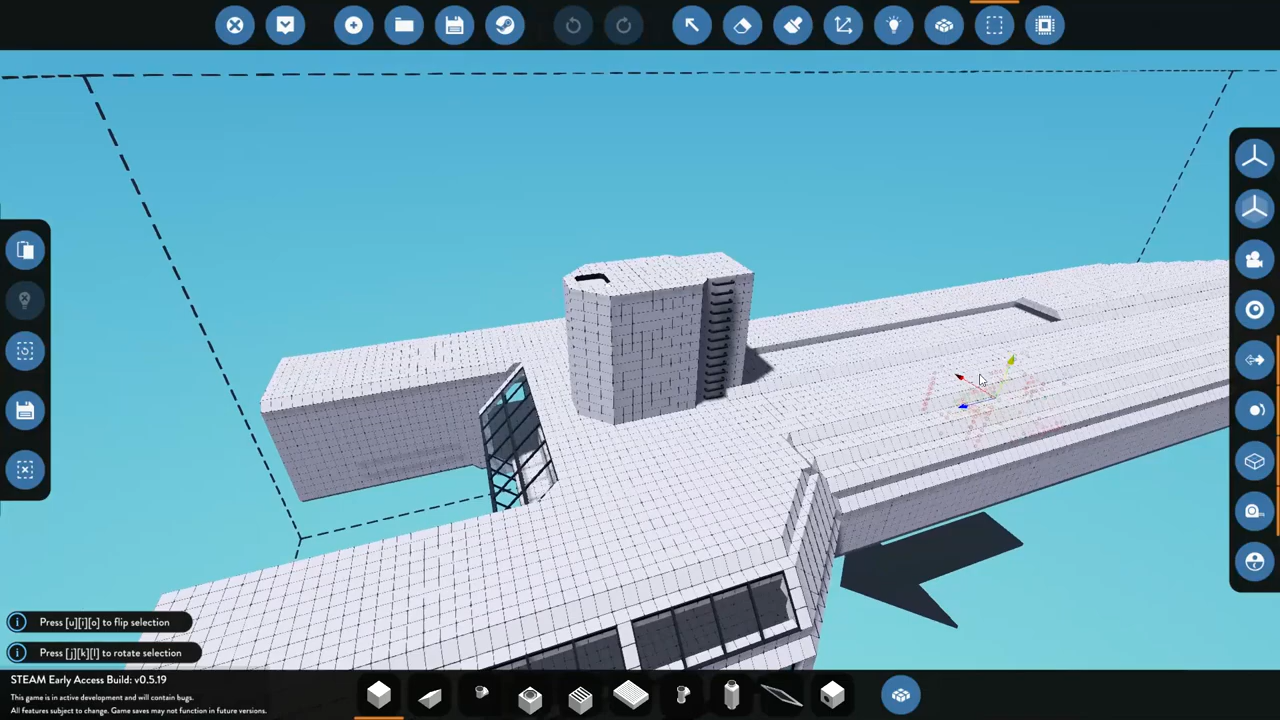 Press [u][i][o] to flip selection
Press [j][k][l] to rotate selection
STEAM Early Access Build: v0.5.19
This game is in active development and will contain bugs.
All features subject to change. Game saves may not function in future versions.